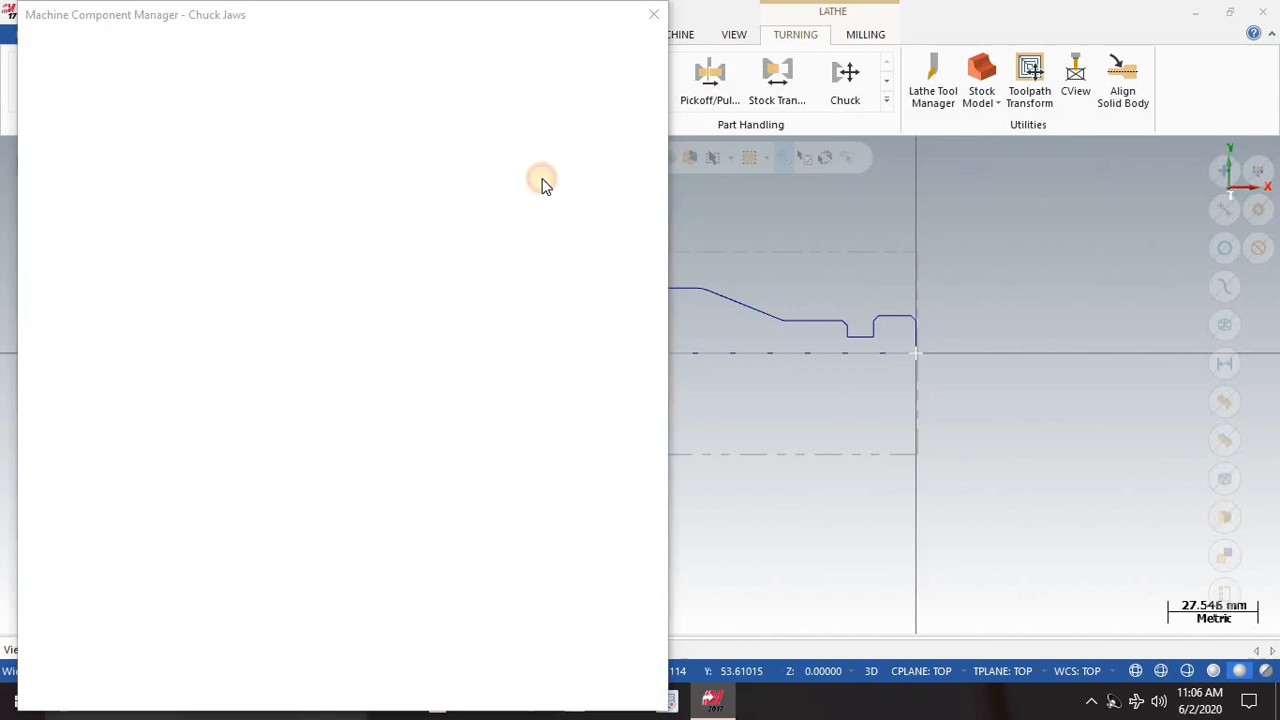 Machine Component Manager - Chuck Jaws
LATHE
VIEW
TURNING
MILLING
Pickoff/Pul...
Stock Tran...
Chuck
Part Handling
Lathe Tool
Manager
Stock
Model
Toolpath
Transform
CView
Align
Solid Body
Utilities
Y
X
27.546 mm
Metric
114
Y: 53.61015
Z: 0.00000
3D
CPLANE: TOP
TPLANE: TOP
WCS: TOP
2017
11:06 AM
6/2/2020